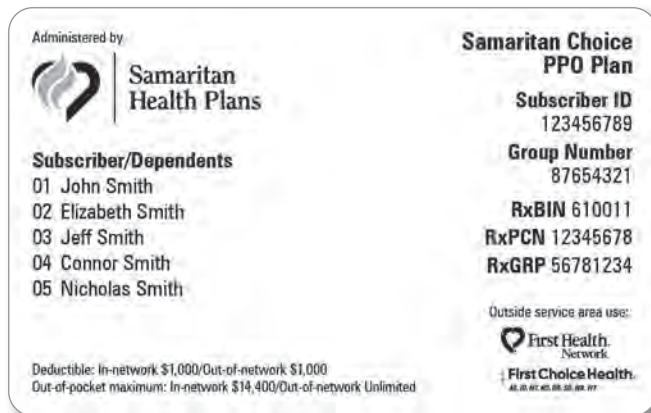 Administered by
Samaritan
Health Plans
Subscriber/Dependents
01 John Smith
02 Elizabeth Smith
03 Jeff Smith
04 Connor Smith
05 Nicholas Smith
Deductible: In-network $1,000/Out-of-network $1,000
Out-of-pocket maximum: In-network $14,400/Out-of-network Unlimited
Samaritan Choice
PPO Plan
Subscriber ID
123456789
Group Number
87654321
RxBIN 610011
RxPCN 12345678
RxGRP 56781234
Outside service area use:
First Health.
Network
First Choice Health.